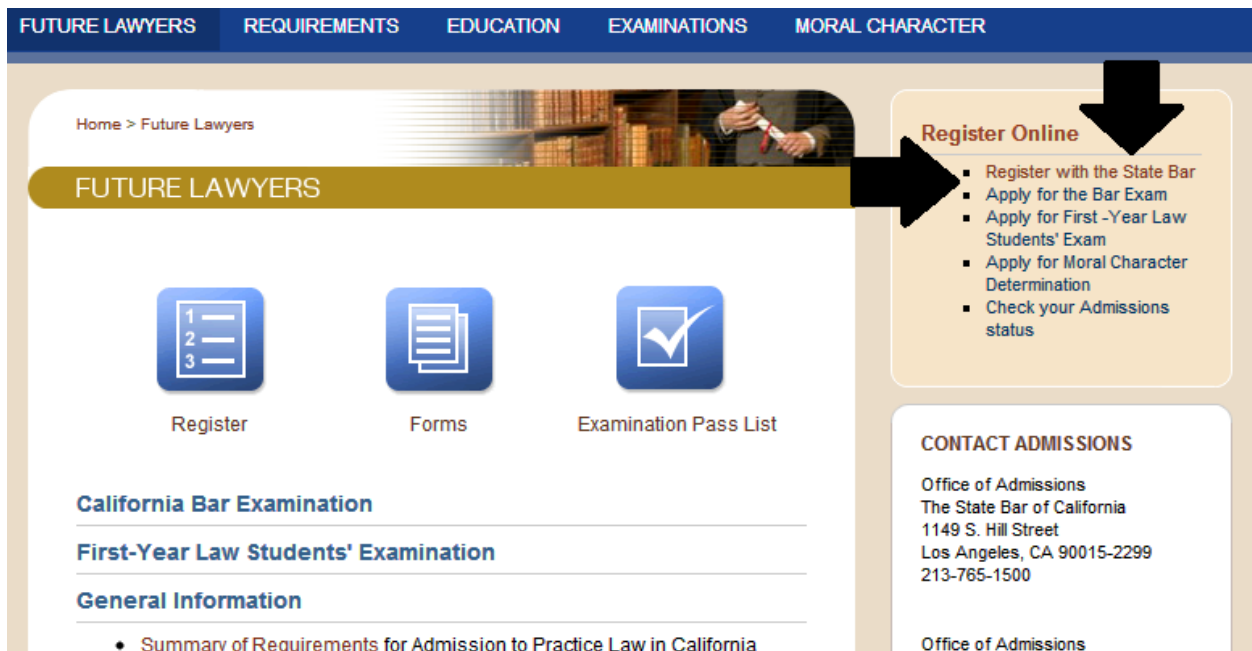 FUTURE LAWYERS REQUIREMENTS EDUCATION EXAMINATIONS MORAL CHARACTER
Home > Future Lawyers
FUTURE LAWYERS
1
2
3
Register Forms Examination Pass List
California Bar Examination
First-Year Law Students' Examination
General Information
• Summary of Requirements for Admission to Practice Law in California
Register Online
▪ Register with the State Bar
▪ Apply for the Bar Exam
▪ Apply for First -Year Law
Students' Exam
▪ Apply for Moral Character
Determination
▪ Check your Admissions
status
CONTACT ADMISSIONS
Office of Admissions
The State Bar of California
1149 S. Hill Street
Los Angeles, CA 90015-2299
213-765-1500
Office of Admissions